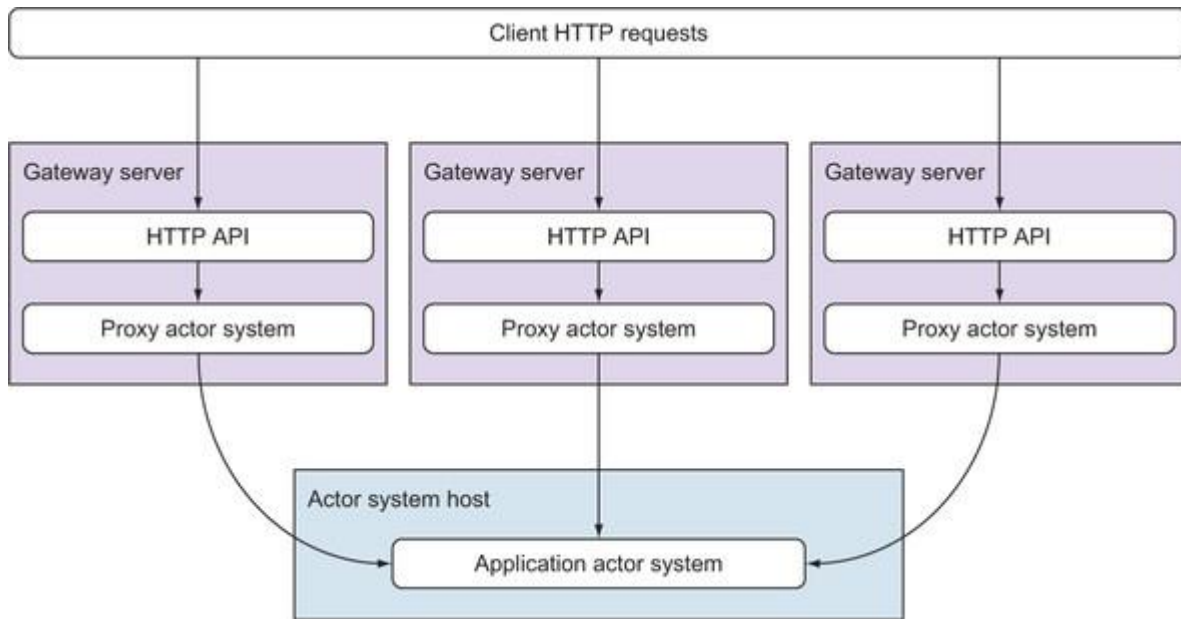 Client HTTP requests
Gateway server
HTTP API
Proxy actor system
Gateway server
HTTP API
Proxy actor system
Gateway server
HTTP API
Proxy actor system
Actor system host
Application actor system